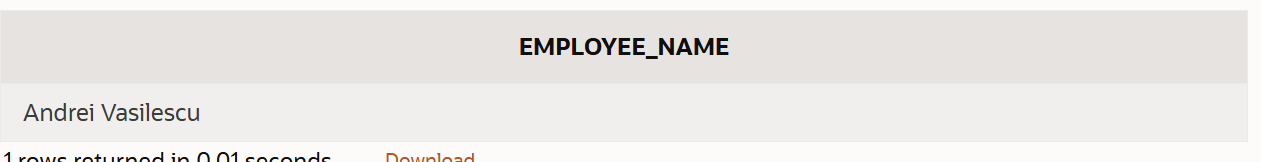 EMPLOYEE_NAME
Andrei Vasilescu
1 rows returned in 0.01 seconds Download